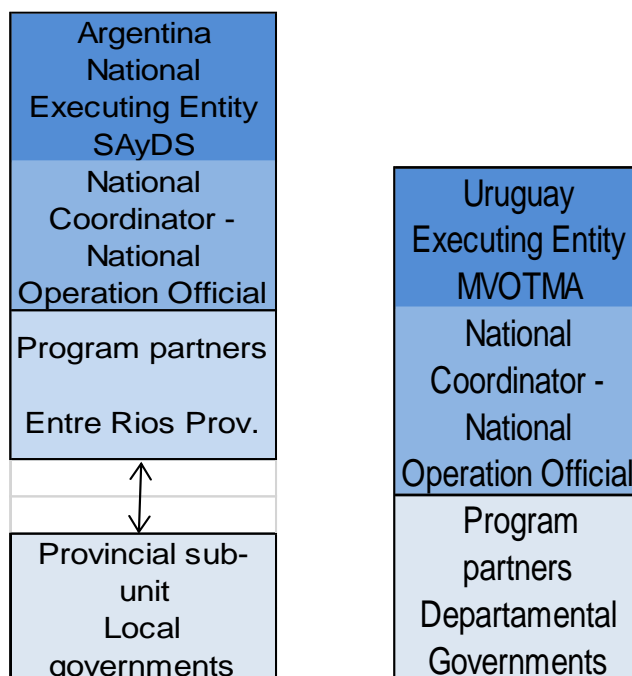 Argentina
National
Executing Entity
SAyDS
National
Coordinator -
National
Operation Official
Program partners
Entre Rios Prov.
Provincial sub-
unit
Local
governments
Uruguay
Executing Entity
MVOTMA
National
Coordinator -
National
Operation Official
Program
partners
Departamental
Governments